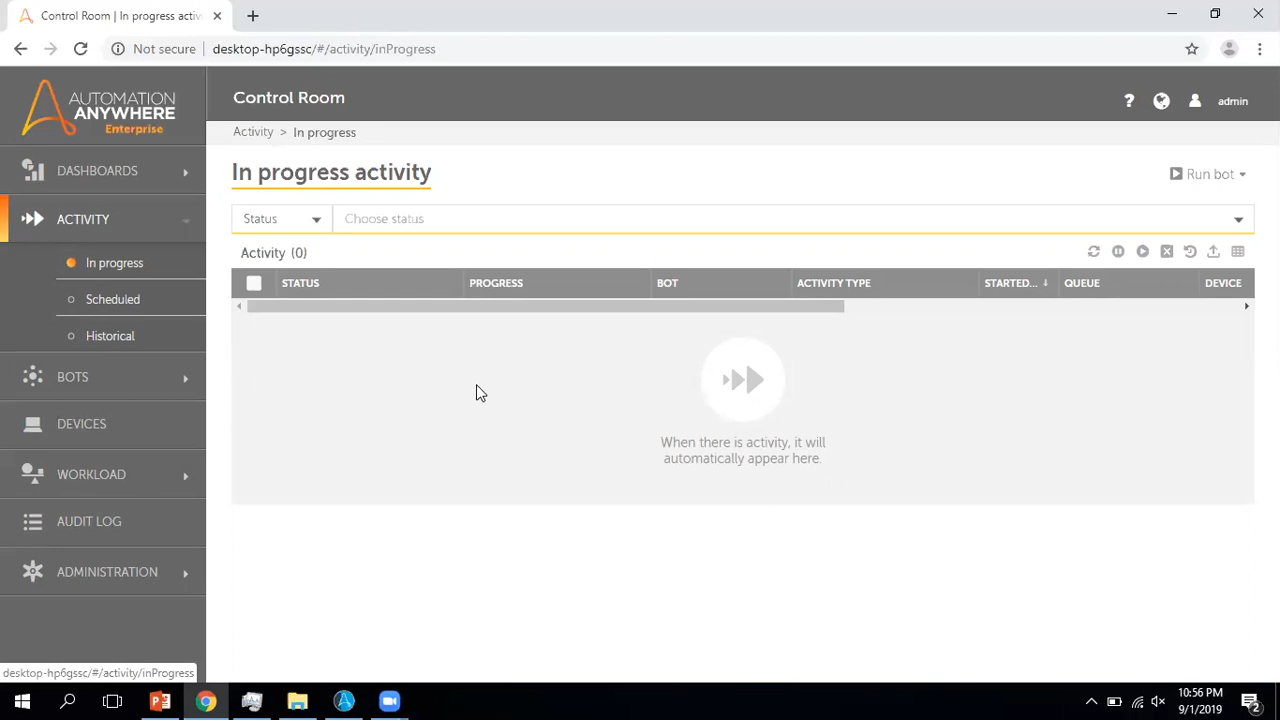 Control Room | In progress activ
Not secure
desktop-hp6gssc/#/activity/inProgress
AUTOMATION
ANYWHERE
Enterprise
Control Room
?
admin
Activity > In progress
DASHBOARDS
ACTIVITY
In progress
Scheduled
Historical
BOTS
DEVICES
WORKLOAD
AUDIT LOG
ADMINISTRATION
In progress activity
Run bot
Status
Choose status
Activity (0)
STATUS PROGRESS BOT ACTIVITY TYPE STARTED... QUEUE DEVICE
When there is activity, it will
automatically appear here.
desktop-hp6gssc/#/activity/inProgress
10:56 PM
9/1/2019
2